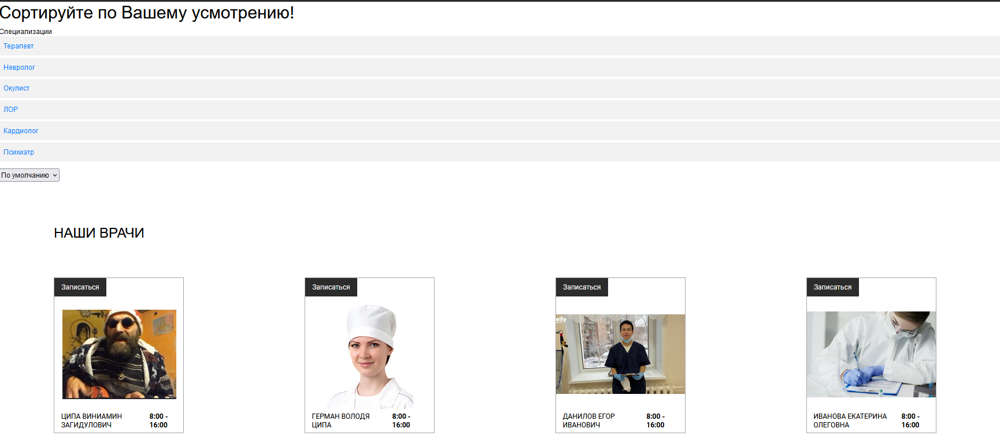 Сортируйте по Вашему усмотрению!
Специализации
Терапевт
Невролог
Окулист
ЛОР
Кардиолог
Психиатр
По умолчанию
НАШИ ВРАЧИ
Записаться
ЦИПА ВИНИАМИН
ЗАГИДУЛОВИЧ
8:00 -
16:00
Записаться
ГЕРМАН ВОЛОДЯ
ЦИПА
8:00 -
16:00
Записаться
aily
ДАНИЛОВ ЕГОР
ИВАНОВИЧ
8:00 -
16:00
Записаться
ИВАНОВА ЕКАТЕРИНА
ОЛЕГОВНА
8:00 -
16:00